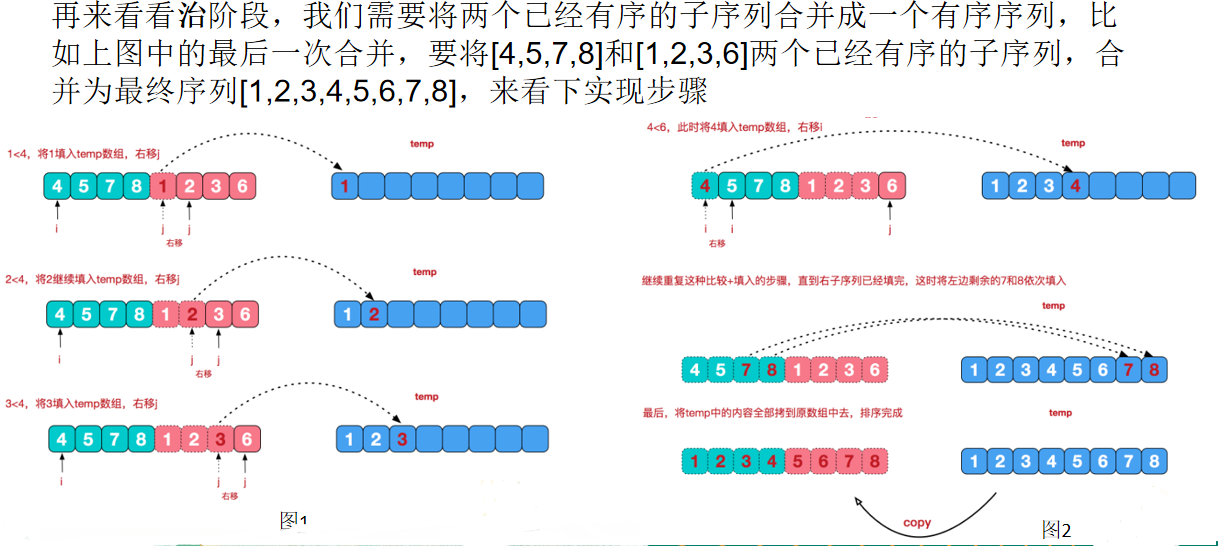 再来看看治阶段，我们需要将两个已经有序的子序列合并成一个有序序列，比
如上图中的最后一次合并，要将[4,5,7,8]和[1,2,3,6]两个已经有序的子序列，合
并为最终序列[1,2,3,4,5,6,7,8]，来看下实现步骤
1<4，将1填入temp数组，右移j
temp
4 5 7 8 1 2 3 6
1
i j j
右移
2<4，将2继续填入temp数组，右移j
temp
4 5 7 8 1 2 3 6
1 2
i j j
右移
3<4，将3填入temp数组，右移j
temp
4 5 7 8 1 2 3 6
1 2 3
i j j
右移
图1
4<6，此时将4填入temp数组，右移i
temp
4 5 7 8 1 2 3 6
1 2 3 4
i i j
右移
继续重复这种比较+填入的步骤，直到右子序列已经填完，这时将左边剩余的7和8依次填入
temp
4 5 7 8 1 2 3 6
1 2 3 4 5 6 7 8
最后，将temp中的内容全部拷到原数组中去，排序完成
temp
1 2 3 4 5 6 7 8
1 2 3 4 5 6 7 8
copy
图2